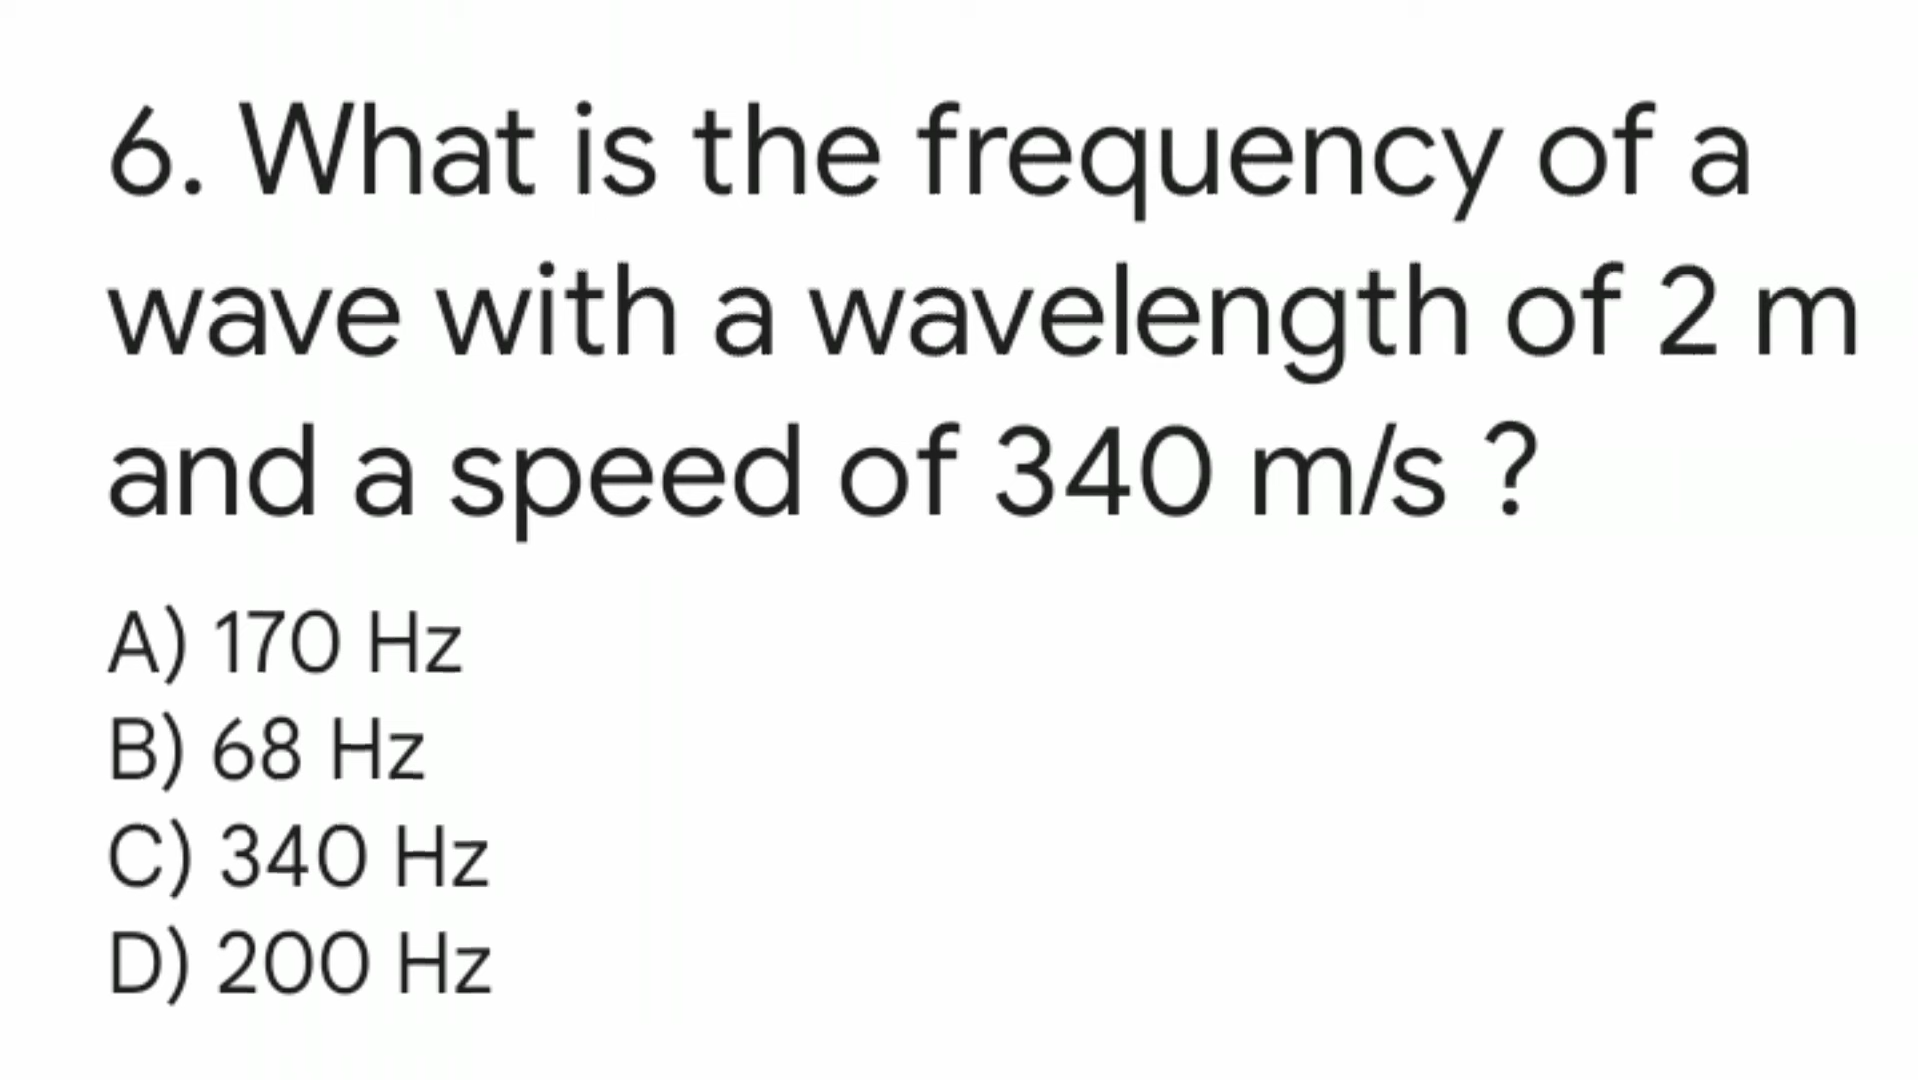 6. What is the frequency of a
wave with a wavelength of 2 m
and a speed of 340 m/s ?
A) 170 Hz
B) 68 Hz
C) 340 Hz
D) 200 Hz